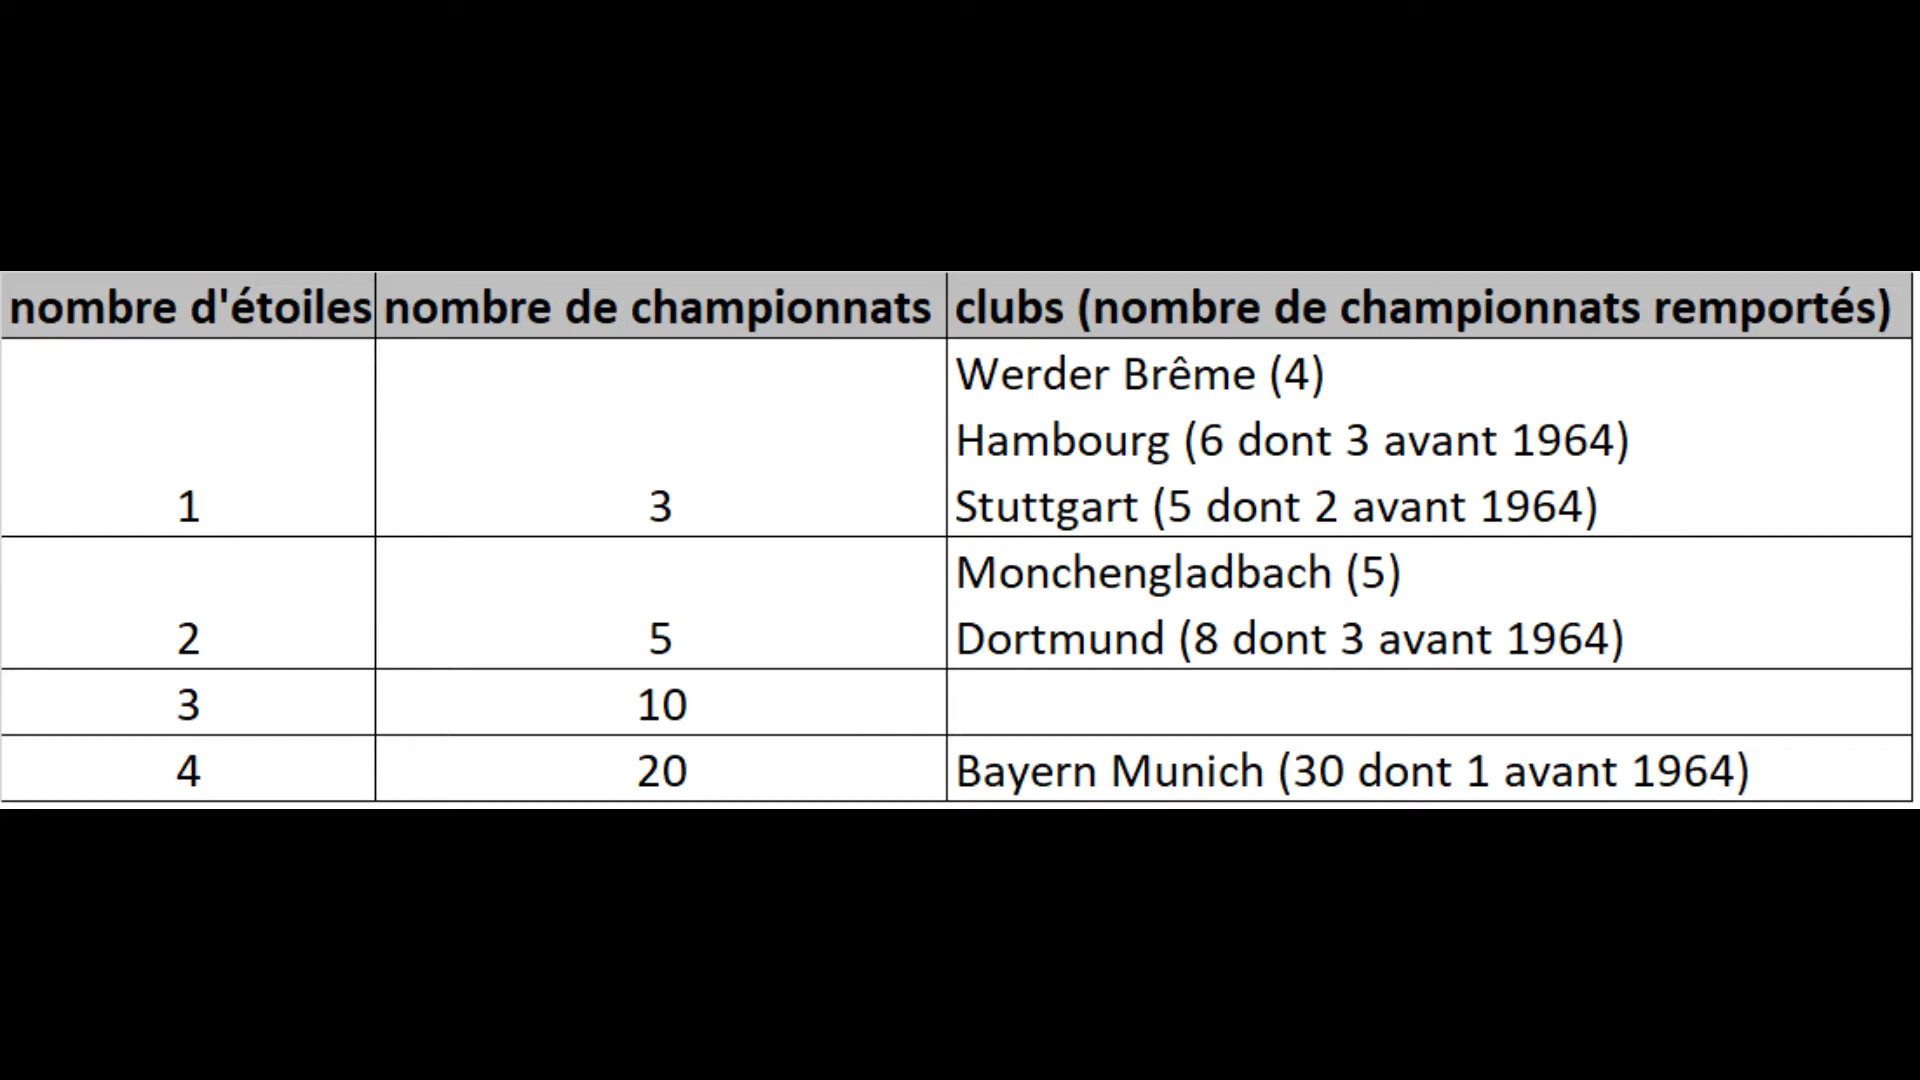 nombre d'étoiles nombre de championnats clubs (nombre de championnats remportés)
Werder Brême (4)
Hambourg (6 dont 3 avant 1964)
1 3 Stuttgart (5 dont 2 avant 1964)
Monchengladbach (5)
2 5 Dortmund (8 dont 3 avant 1964)
3 10
4 20 Bayern Munich (30 dont 1 avant 1964)